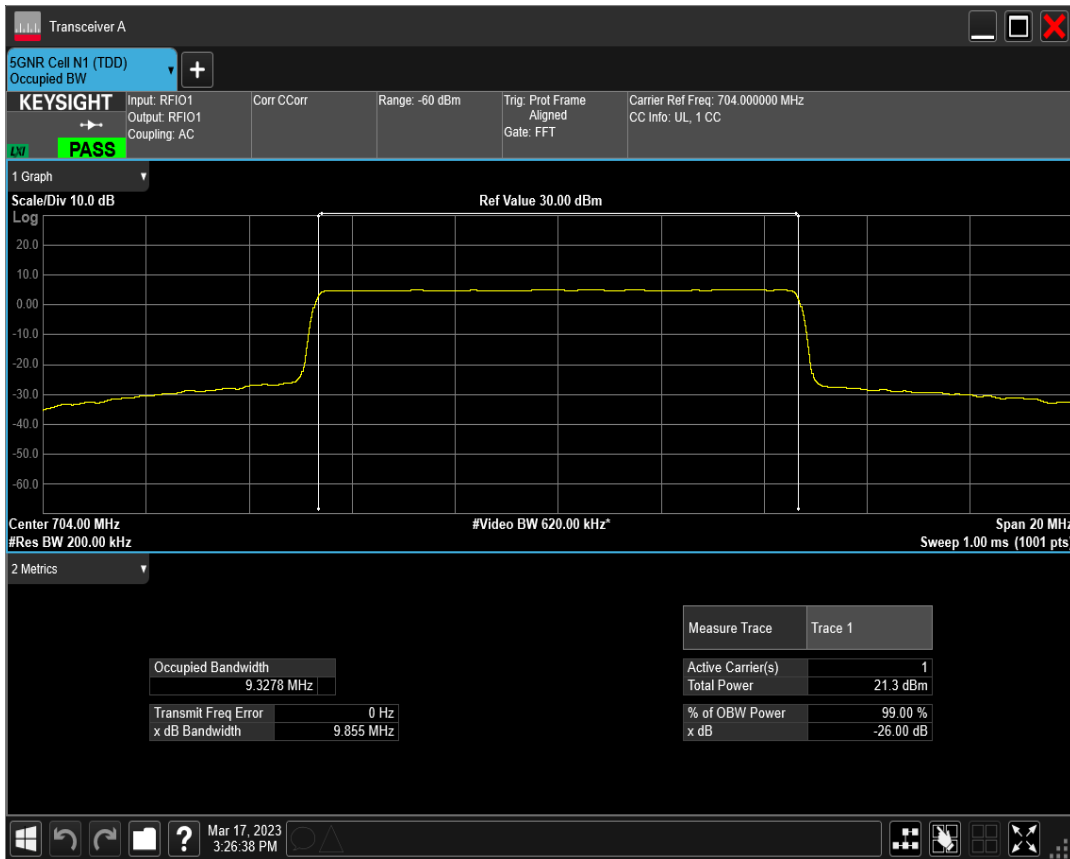 Transceiver A
5GNR Cell N1 (TDD)
Occupied BW
+
KEYSIGHT
LXI
PASS
Input: RFIO1
Output: RFIO1
Coupling: AC
Corr CCorr
Range: -60 dBm
Trig: Prot Frame
Aligned
Gate: FFT
Carrier Ref Freq: 704.000000 MHz
CC Info: UL, 1 CC
1 Graph
Scale/Div 10.0 dB
Ref Value 30.00 dBm
Log
20.0
10.0
0.00
-10.0
-20.0
-30.0
-40.0
-50.0
-60.0
Center 704.00 MHz
#Video BW 620.00 kHz*
Span 20 MHz
#Res BW 200.00 kHz
Sweep 1.00 ms (1001 pts)
2 Metrics
Measure Trace Trace 1
Occupied Bandwidth
9.3278 MHz
Active Carrier(s) 1
Total Power 21.3 dBm
Transmit Freq Error 0 Hz
x dB Bandwidth 9.855 MHz
% of OBW Power 99.00 %
x dB -26.00 dB
?
Mar 17, 2023
3:26:38 PM